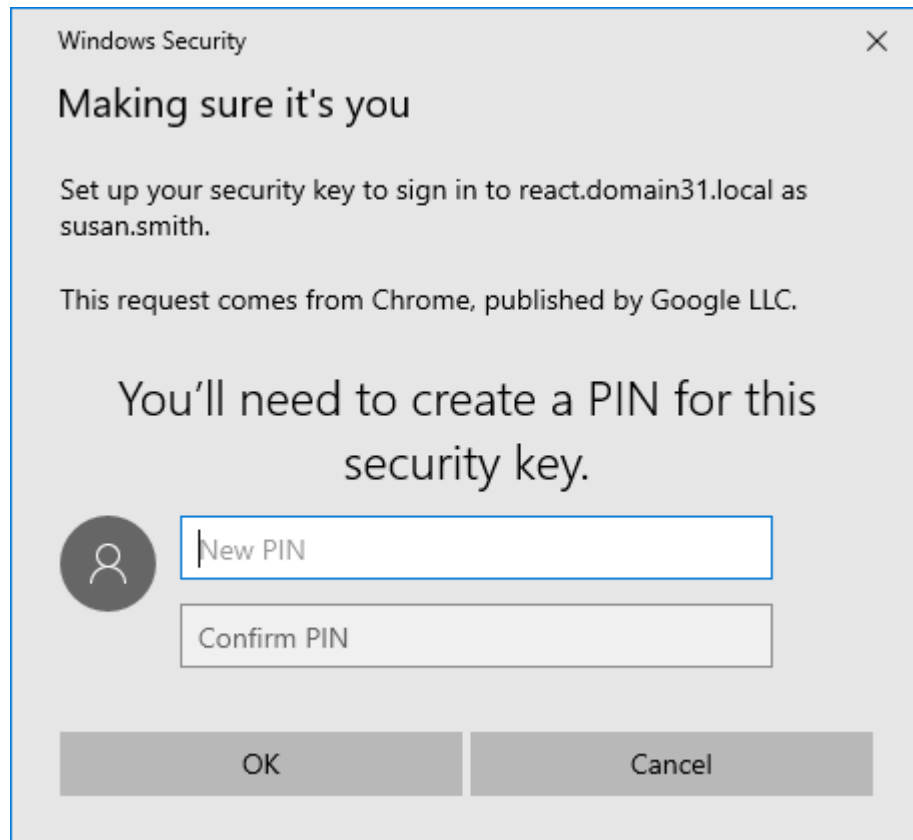 Windows Security
Making sure it's you
Set up your security key to sign in to react.domain31.local as
susan.smith.
This request comes from Chrome, published by Google LLC.
You’ll need to create a PIN for this
security key.
New PIN
Confirm PIN
OK
Cancel